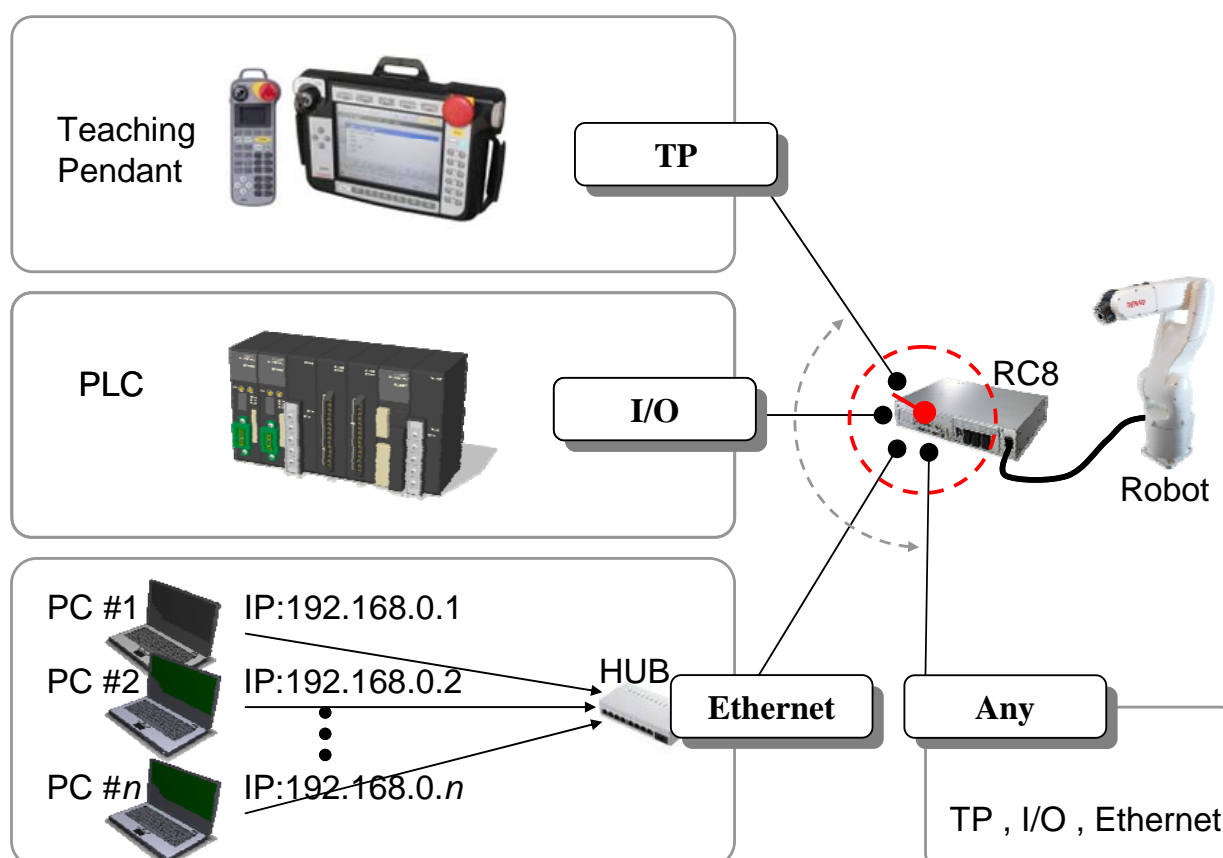 Teaching
Pendant
TP
PLC
I/O
RC8
DENSO
Robot
PC #1 IP:192.168.0.1
PC #2 IP:192.168.0.2
PC #n IP:192.168.0.n
HUB
Ethernet
Any
TP , I/O , Ethernet